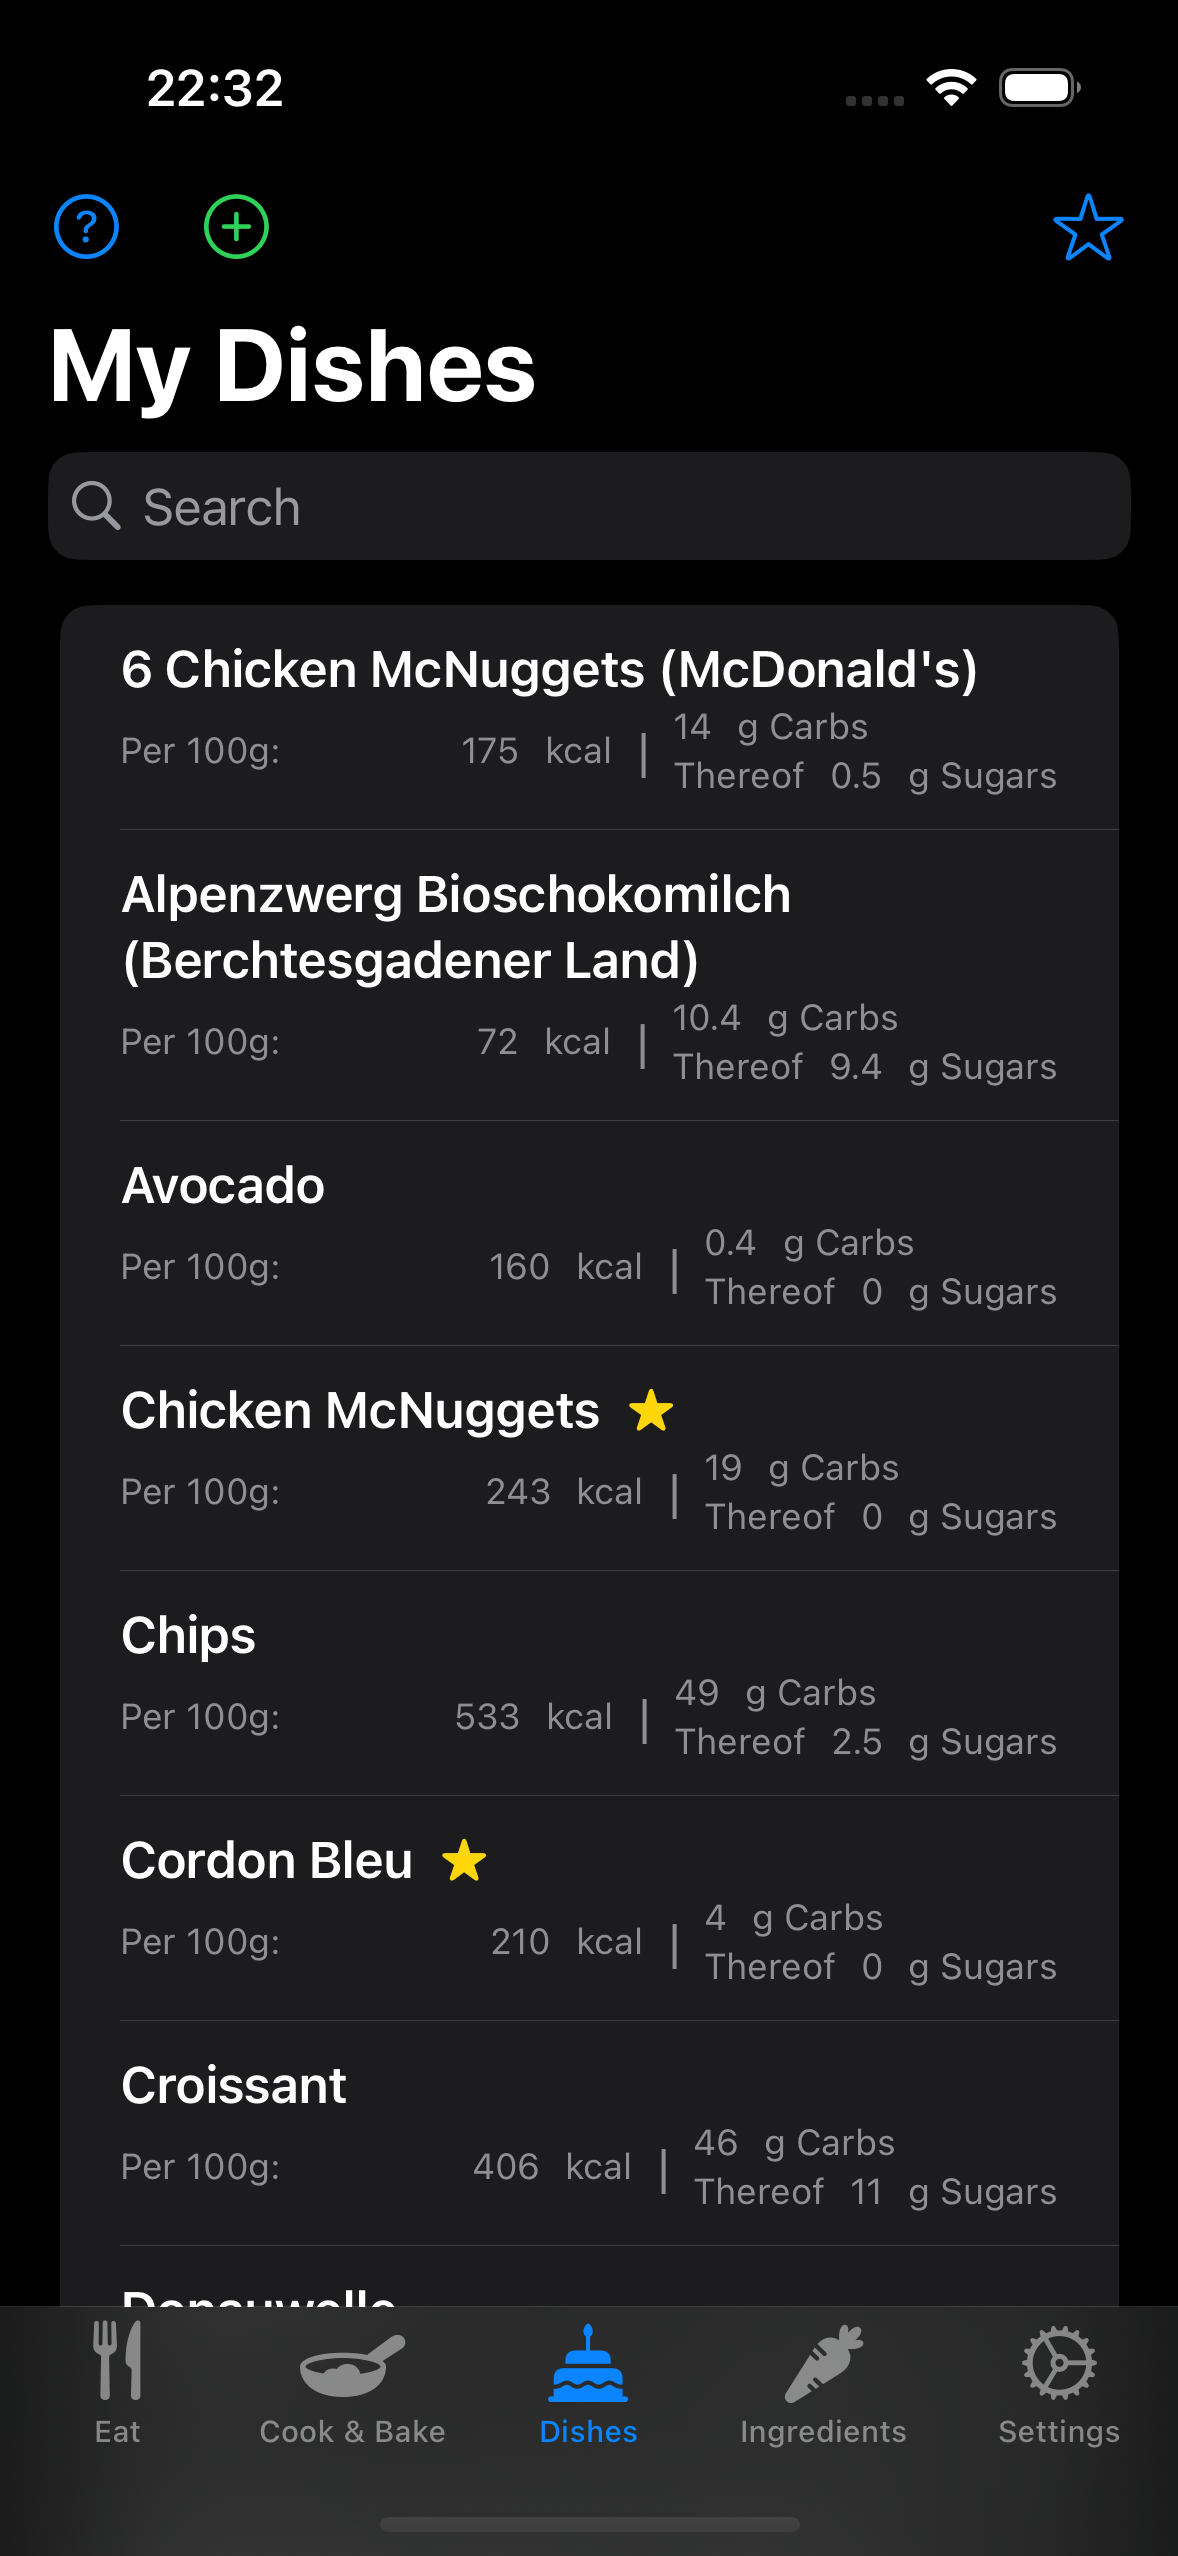 22:32
My Dishes
Search
6 Chicken McNuggets (McDonald's)
Per 100g: 175 kcal | 14 g Carbs
Thereof 0.5 g Sugars
Alpenzwerg Bioschokomilch
(Berchtesgadener Land)
Per 100g: 72 kcal | 10.4 g Carbs
Thereof 9.4 g Sugars
Avocado
Per 100g: 160 kcal | 0.4 g Carbs
Thereof 0 g Sugars
Chicken McNuggets
Per 100g: 243 kcal | 19 g Carbs
Thereof 0 g Sugars
Chips
Per 100g: 533 kcal | 49 g Carbs
Thereof 2.5 g Sugars
Cordon Bleu
Per 100g: 210 kcal | 4 g Carbs
Thereof 0 g Sugars
Croissant
Per 100g: 406 kcal | 46 g Carbs
Thereof 11 g Sugars
Donauwelle
Eat
Cook & Bake
Dishes
Ingredients
Settings